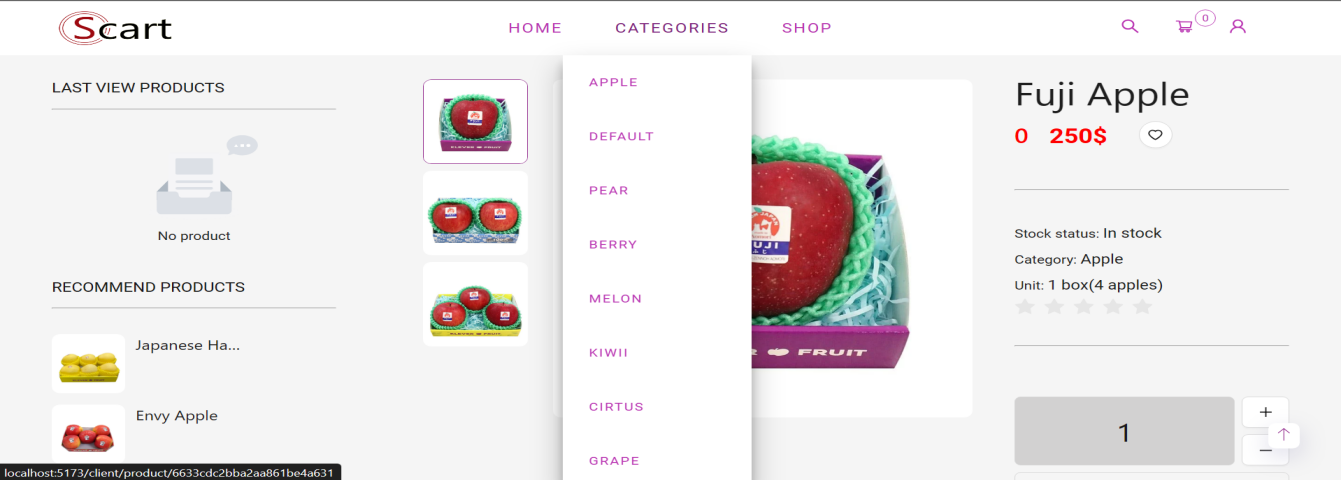 Scart
HOME CATEGORIES SHOP
0
LAST VIEW PRODUCTS
No product
RECOMMEND PRODUCTS
Japanese Ha...
Envy Apple
APPLE
DEFAULT
PEAR
BERRY
MELON
KIWII
CIRTUS
GRAPE
FUJI
FRUIT
Fuji Apple
0 250$
Stock status: In stock
Category: Apple
Unit: 1 box(4 apples)
1
+
−
localhost:5173/client/product/6633cdc2bba2aa861be4a631